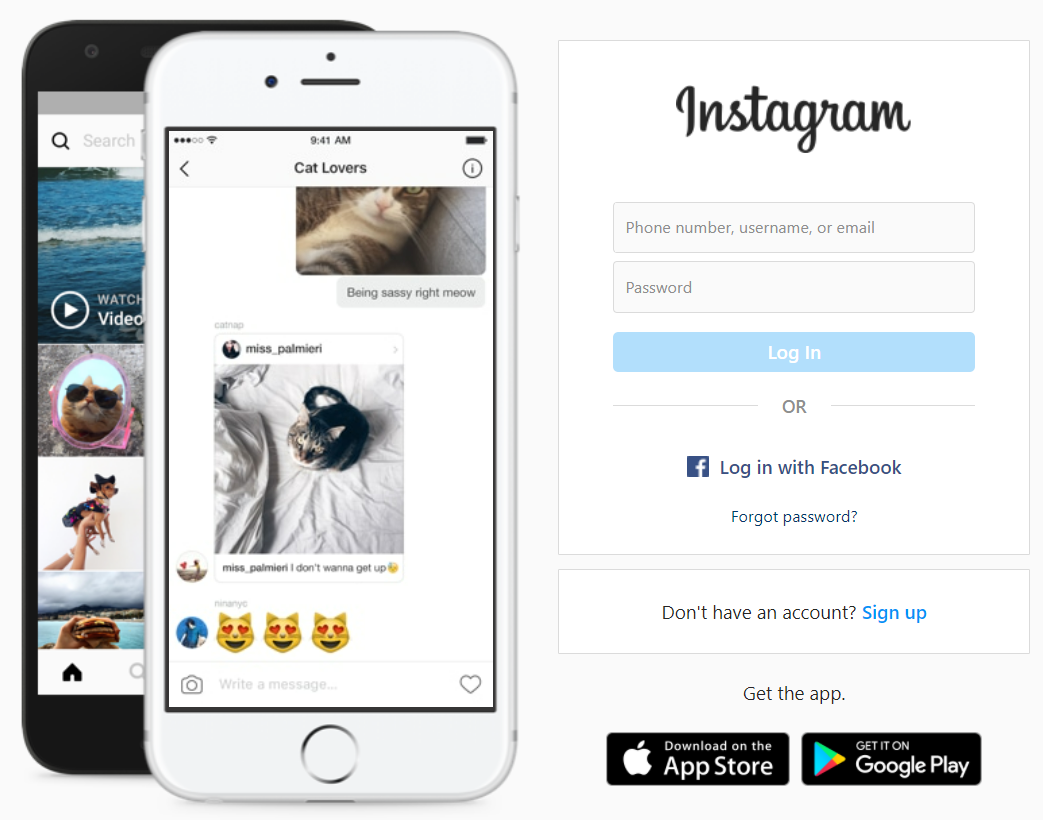 Search
WATCH
Video
9:41 AM
Cat Lovers
Being sassy right meow
catnap
miss_palmieri
miss_palmieri I don't wanna get up😴
ninanyc
😻😻😻
Write a message...
Instagram
Phone number, username, or email
Password
Log In
OR
Log in with Facebook
Forgot password?
Don't have an account? Sign up
Get the app.
Download on the
App Store
GET IT ON
Google Play